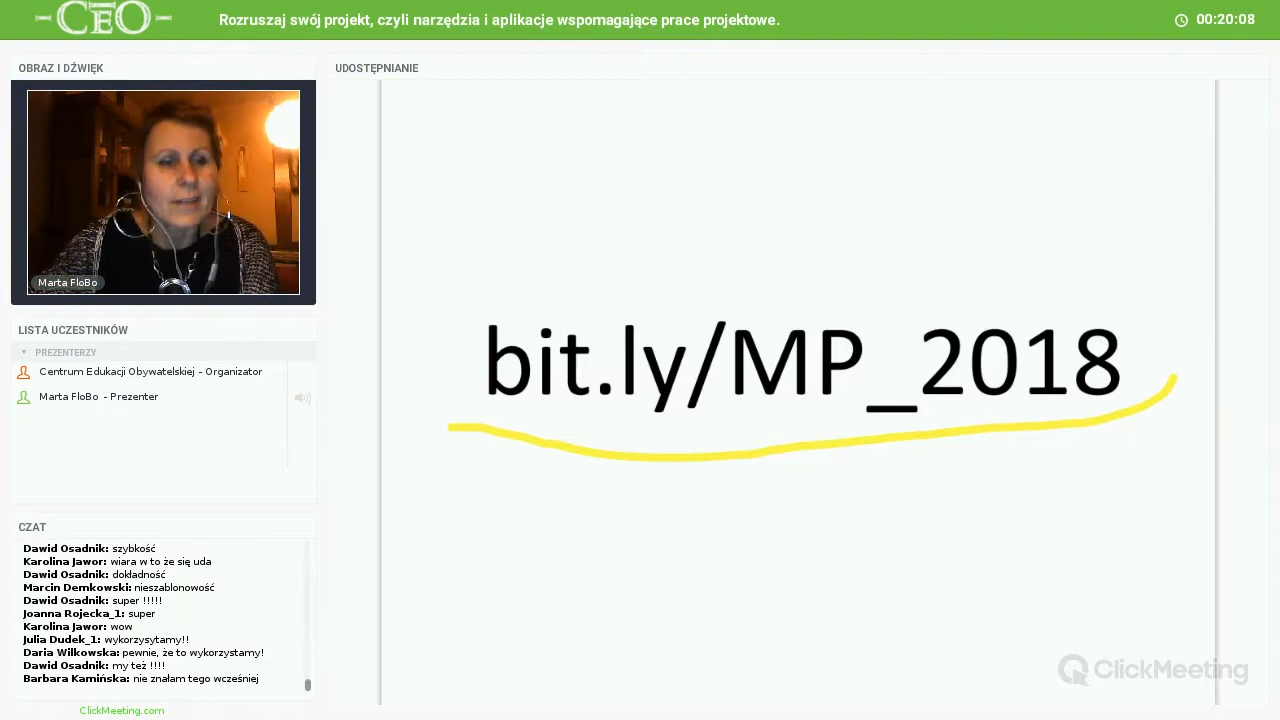 CEO
Rozruszaj swój projekt, czyli narzędzia i aplikacje wspomagające prace projektowe.
00:20:08
OBRAZ I DŹWIĘK
UDOSTĘPNIANIE
Marta FloBo
bit.ly/MP_2018
LISTA UCZESTNIKÓW
PREZENTERZY
Centrum Edukacji Obywatelskiej - Organizator
Marta FloBo - Prezenter
CZAT
Dawid Osadnik: szybkość
Karolina Jawor: wiara w to że się uda
Dawid Osadnik: dokładność
Marcin Demkowski: nieszablonowość
Dawid Osadnik: super !!!!!
Joanna Rojecka_1: super
Karolina Jawor: wow
Julia Dudek_1: wykorzysytamy!!
Daria Wilkowska: pewnie, że to wykorzystamy!
Dawid Osadnik: my też !!!!
Barbara Kamińska: nie znałam tego wcześniej
ClickMeeting
ClickMeeting.com